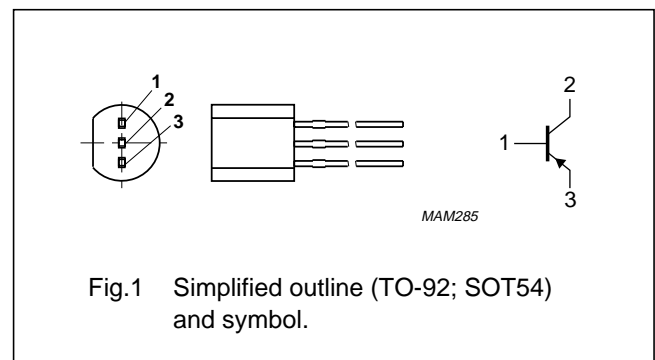 1
2
3
2
1
3
MAM285
Fig.1 Simplified outline (TO-92; SOT54)
and symbol.